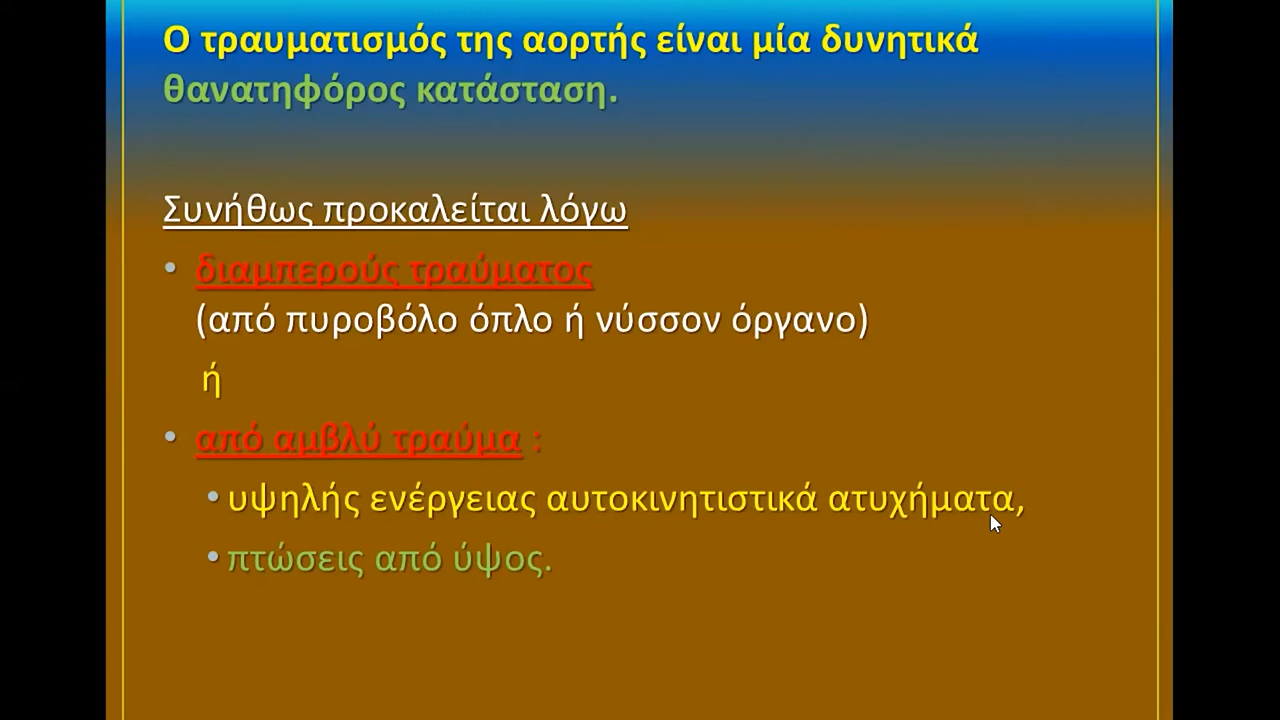 Ο τραυματισμός της αορτής είναι μία δυνητικά
θανατηφόρος κατάσταση.
Συνήθως προκαλείται λόγω
• διαμπερούς τραύματος
(από πυροβόλο όπλο ή νύσσον όργανο)
ή
• από αμβλύ τραύμα :
• υψηλής ενέργειας αυτοκινητιστικά ατυχήματα,
• πτώσεις από ύψος.